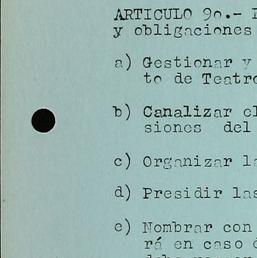 ARTICULO 9o.-
y obligaciones
a) Gestionar y
to de Teatro
b) Canalizar el
siones del
c) Organizar la
d) Presidir las
e) Nombrar con
rá en caso d